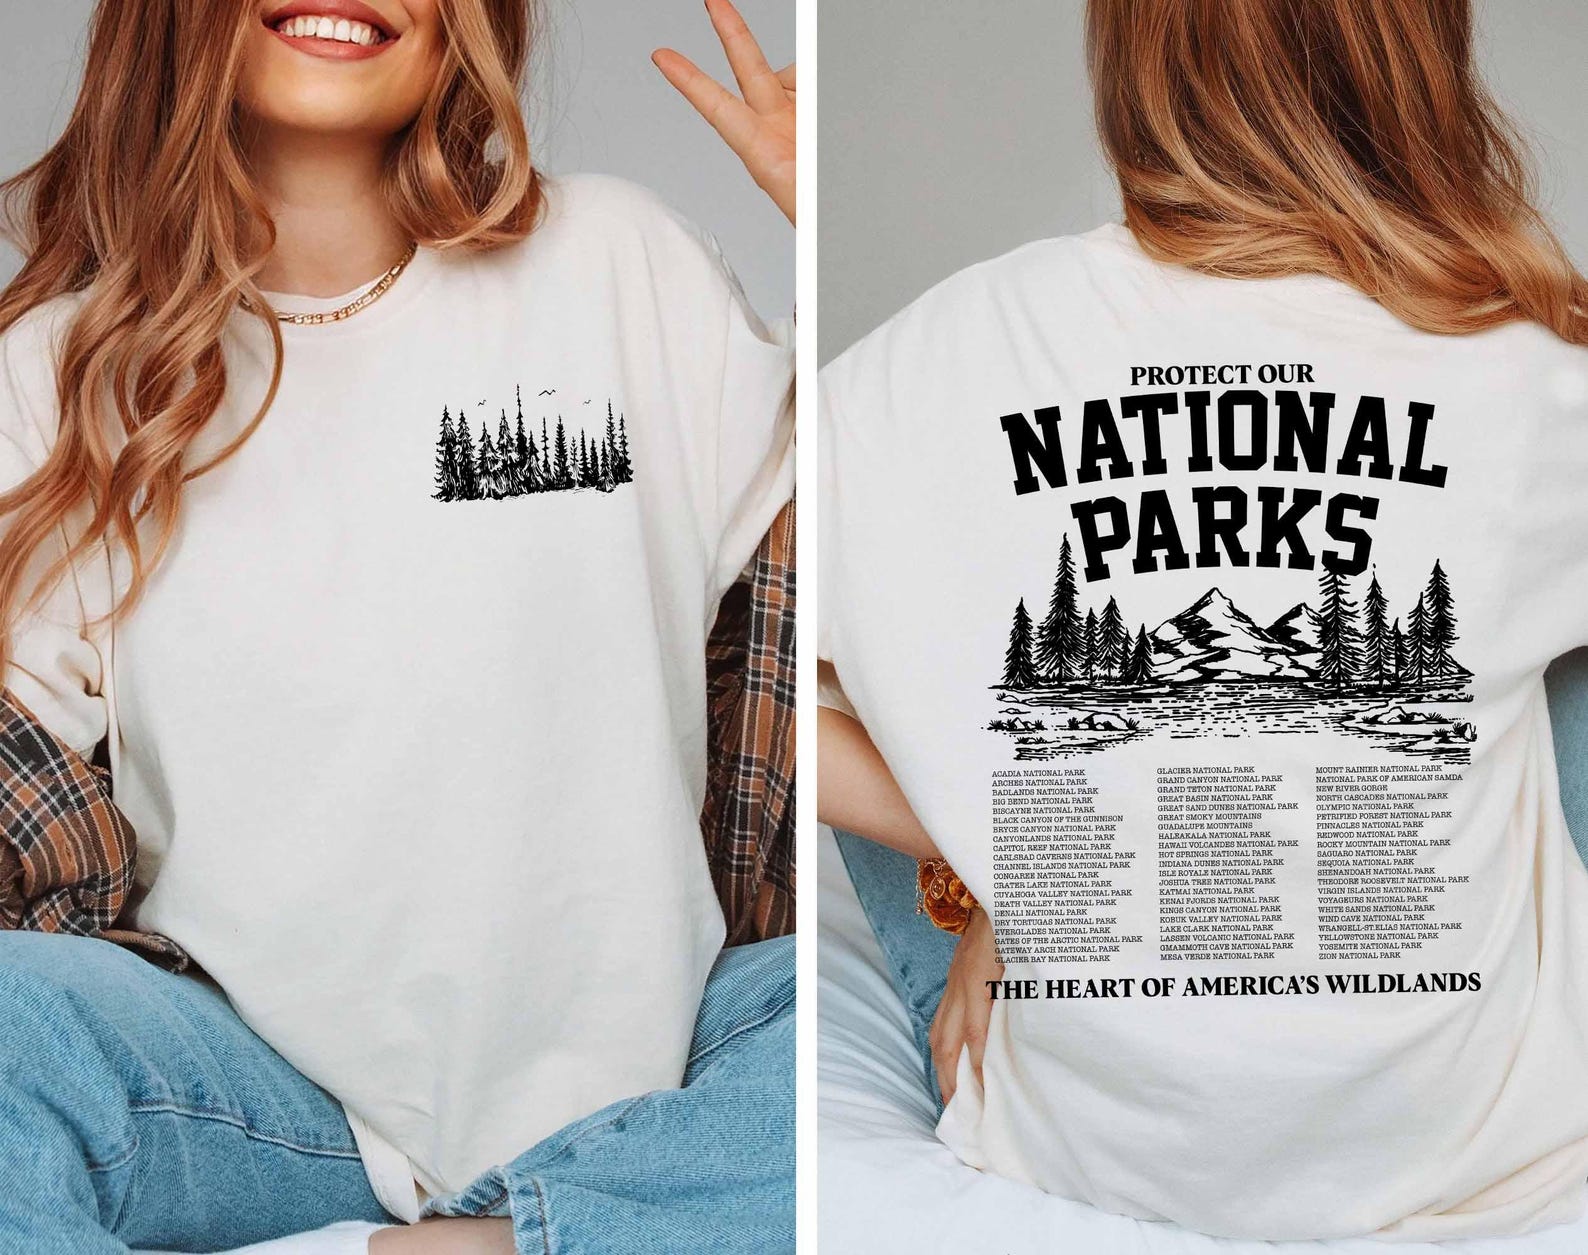 PROTECT OUR
NATIONAL
PARKS
ACADIA NATIONAL PARK
ARCHES NATIONAL PARK
BADLANDS NATIONAL PARK
BIG BEND NATIONAL PARK
BISCAYNE NATIONAL PARK
BLACK CANYON OF THE GUNNISON
BRYCE CANYON NATIONAL PARK
CANYONLANDS NATIONAL PARK
CAPITOL REEF NATIONAL PARK
CARLSBAD CAVERNS NATIONAL PARK
CHANNEL ISLANDS NATIONAL PARK
CONGAREE NATIONAL PARK
CRATER LAKE NATIONAL PARK
CUYAHOGA VALLEY NATIONAL PARK
DEATH VALLEY NATIONAL PARK
DENALI NATIONAL PARK
DRY TORTUGAS NATIONAL PARK
EVERGLADES NATIONAL PARK
GATES OF THE ARCTIC NATIONAL PARK
GATEWAY ARCH NATIONAL PARK
GLACIER BAY NATIONAL PARK
GLACIER NATIONAL PARK
GRAND CANYON NATIONAL PARK
GRAND TETON NATIONAL PARK
GREAT BASIN NATIONAL PARK
GREAT SAND DUNES NATIONAL PARK
GREAT SMOKY MOUNTAINS
GUADALUPE MOUNTAINS
HALEAKALA NATIONAL PARK
HAWAII VOLCANDES NATIONAL PARK
HOT SPRINGS NATIONAL PARK
INDIANA DUNES NATIONAL PARK
ISLE ROYALE NATIONAL PARK
JOSHUA TREE NATIONAL PARK
KATMAI NATIONAL PARK
KENAI FJORDS NATIONAL PARK
KINGS CANYON NATIONAL PARK
KOBUK VALLEY NATIONAL PARK
LAKE CLARK NATIONAL PARK
LASSEN VOLCANIC NATIONAL PARK
GMAMMOTH CAVE NATIONAL PARK
MESA VERDE NATIONAL PARK
MOUNT RAINIER NATIONAL PARK
NATIONAL PARK OF AMERICAN SAMDA
NEW RIVER GORGE
NORTH CASCADES NATIONAL PARK
OLYMPIC NATIONAL PARK
PETRIFIED FOREST NATIONAL PARK
PINNACLES NATIONAL PARK
REDWOOD NATIONAL PARK
ROCKY MOUNTAIN NATIONAL PARK
SAGUARO NATIONAL PARK
SEQUOIA NATIONAL PARK
SHENANDOAH NATIONAL PARK
THEODORE ROOSEVELT NATIONAL PARK
VIRGIN ISLANDS NATIONAL PARK
VOYAGEURS NATIONAL PARK
WHITE SANDS NATIONAL PARK
WIND CAVE NATIONAL PARK
WRANGELL-ST.ELIAS NATIONAL PARK
YELLOWSTONE NATIONAL PARK
YOSEMITE NATIONAL PARK
ZION NATIONAL PARK
THE HEART OF AMERICA'S WILDLANDS